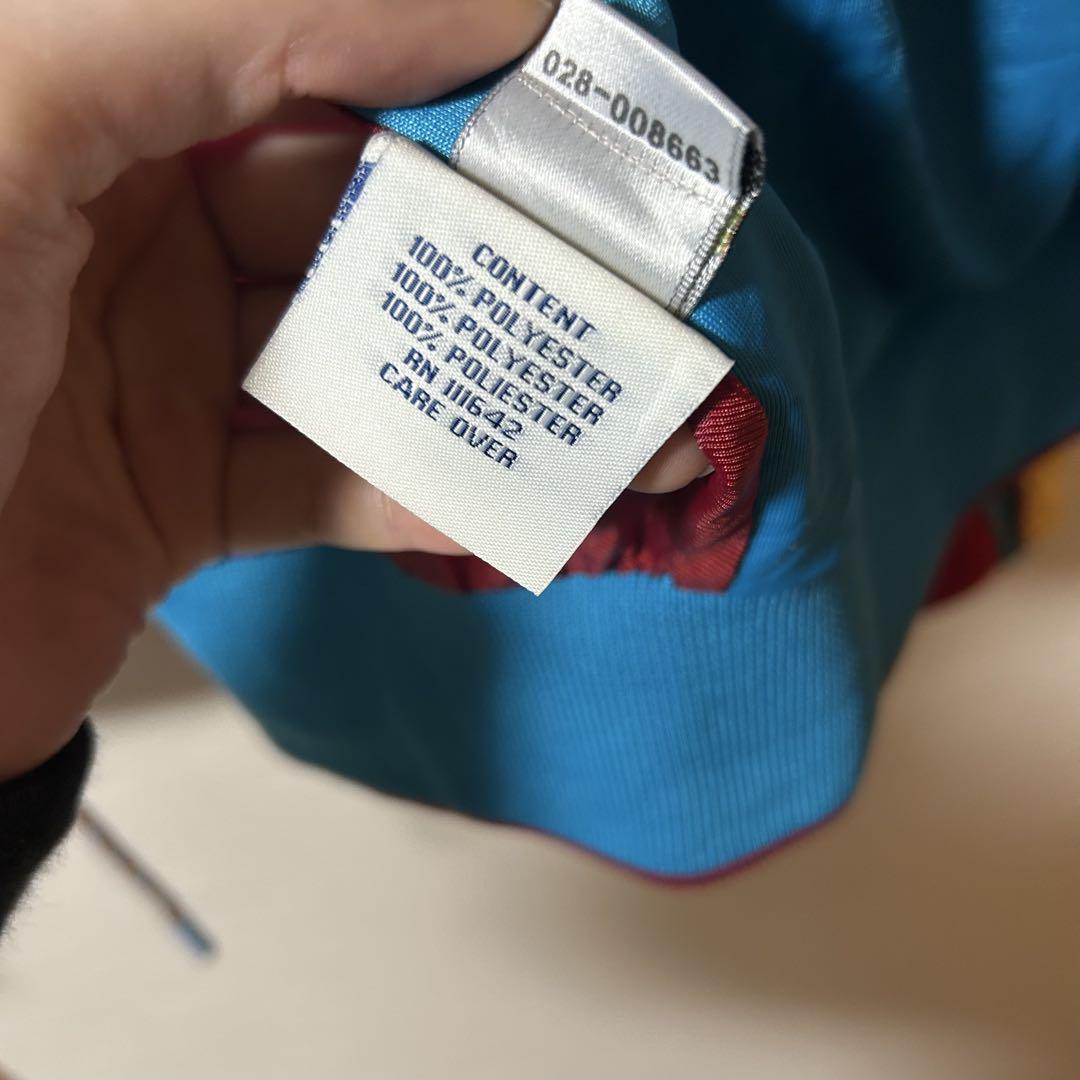 028-008663
CONTENT
100% POLYESTER
100% POLYESTER
100% POLIESTER
RN 111642
CARE OVER